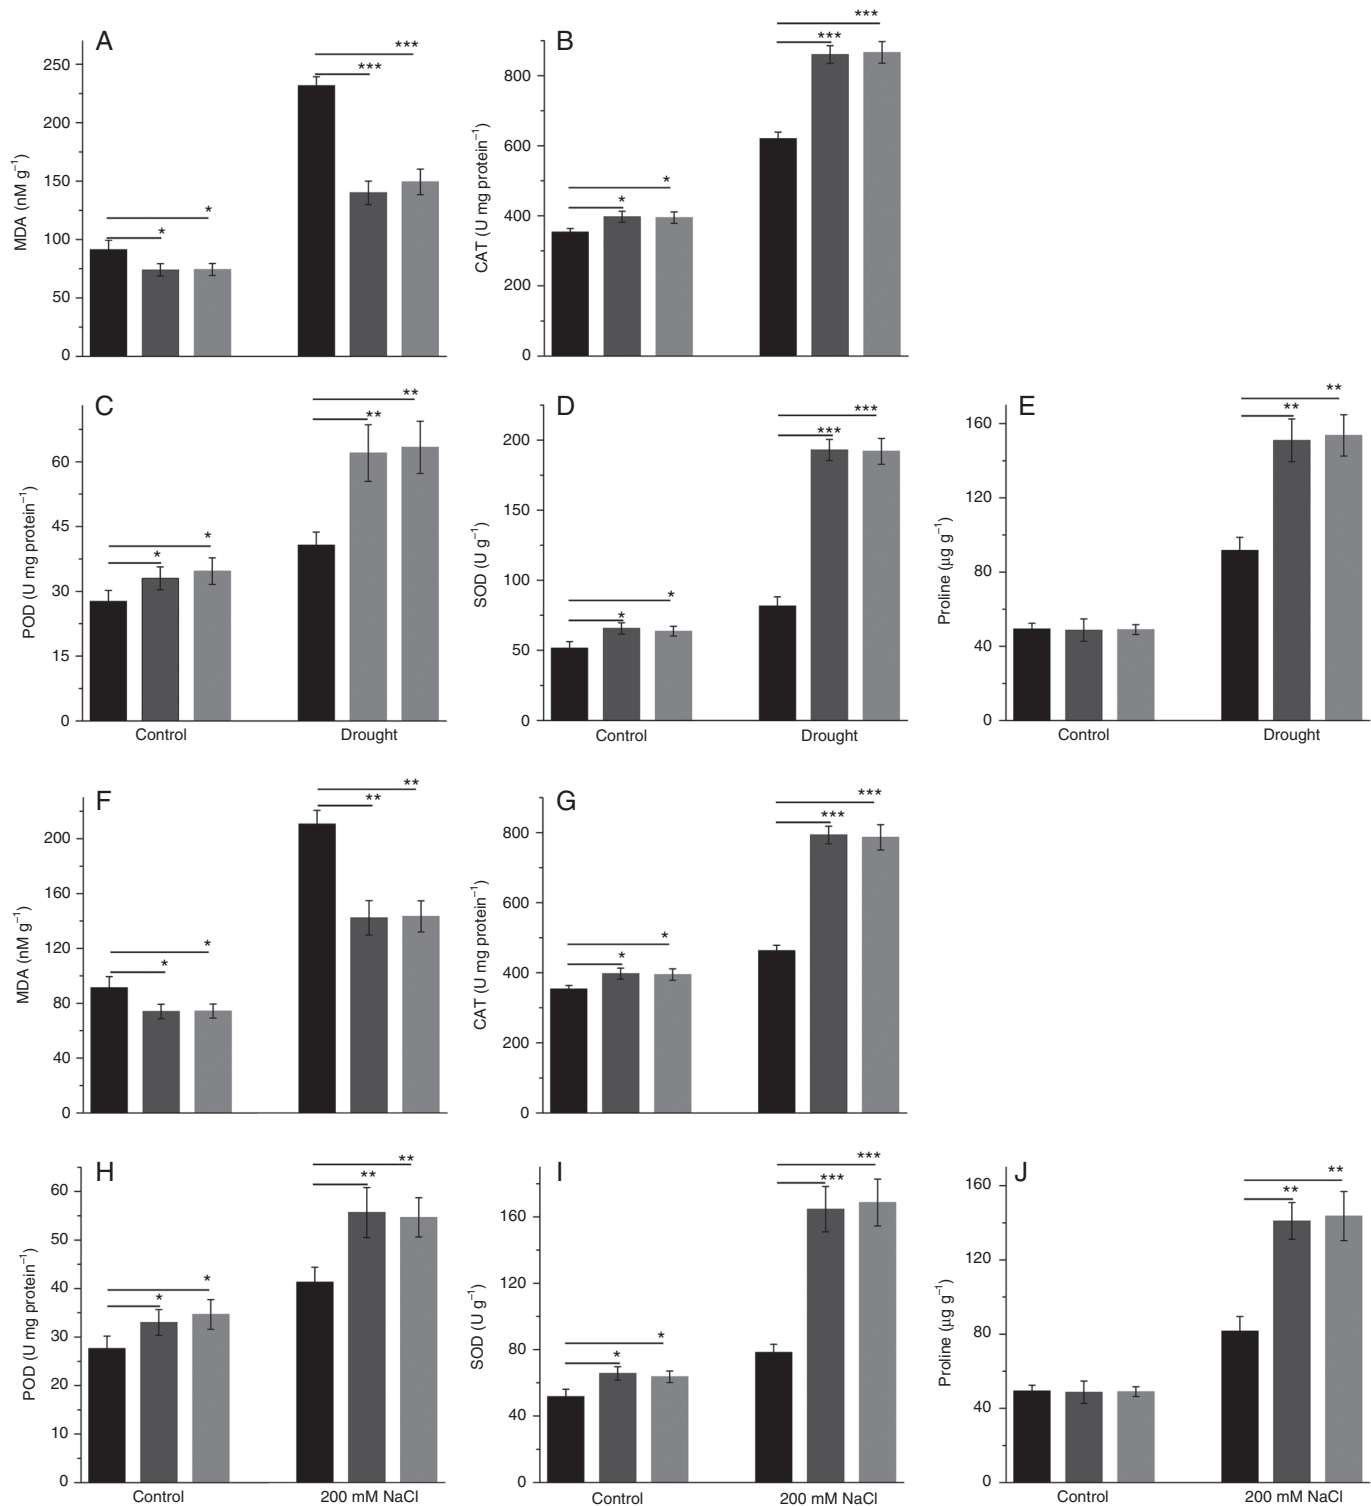 A
MDA (nM g⁻¹)
250
200
150
100
50
0
*
*
***
***
B
CAT (U mg protein⁻¹)
800
600
400
200
0
*
*
***
***
C
POD (U mg protein⁻¹)
60
45
30
15
0
*
*
**
**
Control
Drought
D
SOD (U g⁻¹)
200
150
100
50
0
*
*
***
***
Control
Drought
E
Proline (µg g⁻¹)
160
120
80
40
0
**
**
Control
Drought
F
MDA (nM g⁻¹)
200
160
120
80
40
0
*
*
**
**
G
CAT (U mg protein⁻¹)
800
600
400
200
0
*
*
***
***
H
POD (U mg protein⁻¹)
60
50
40
30
20
10
0
*
*
**
**
Control
200 mM NaCl
I
SOD (U g⁻¹)
160
120
80
40
0
*
*
***
***
Control
200 mM NaCl
J
Proline (µg g⁻¹)
160
120
80
40
0
**
**
Control
200 mM NaCl